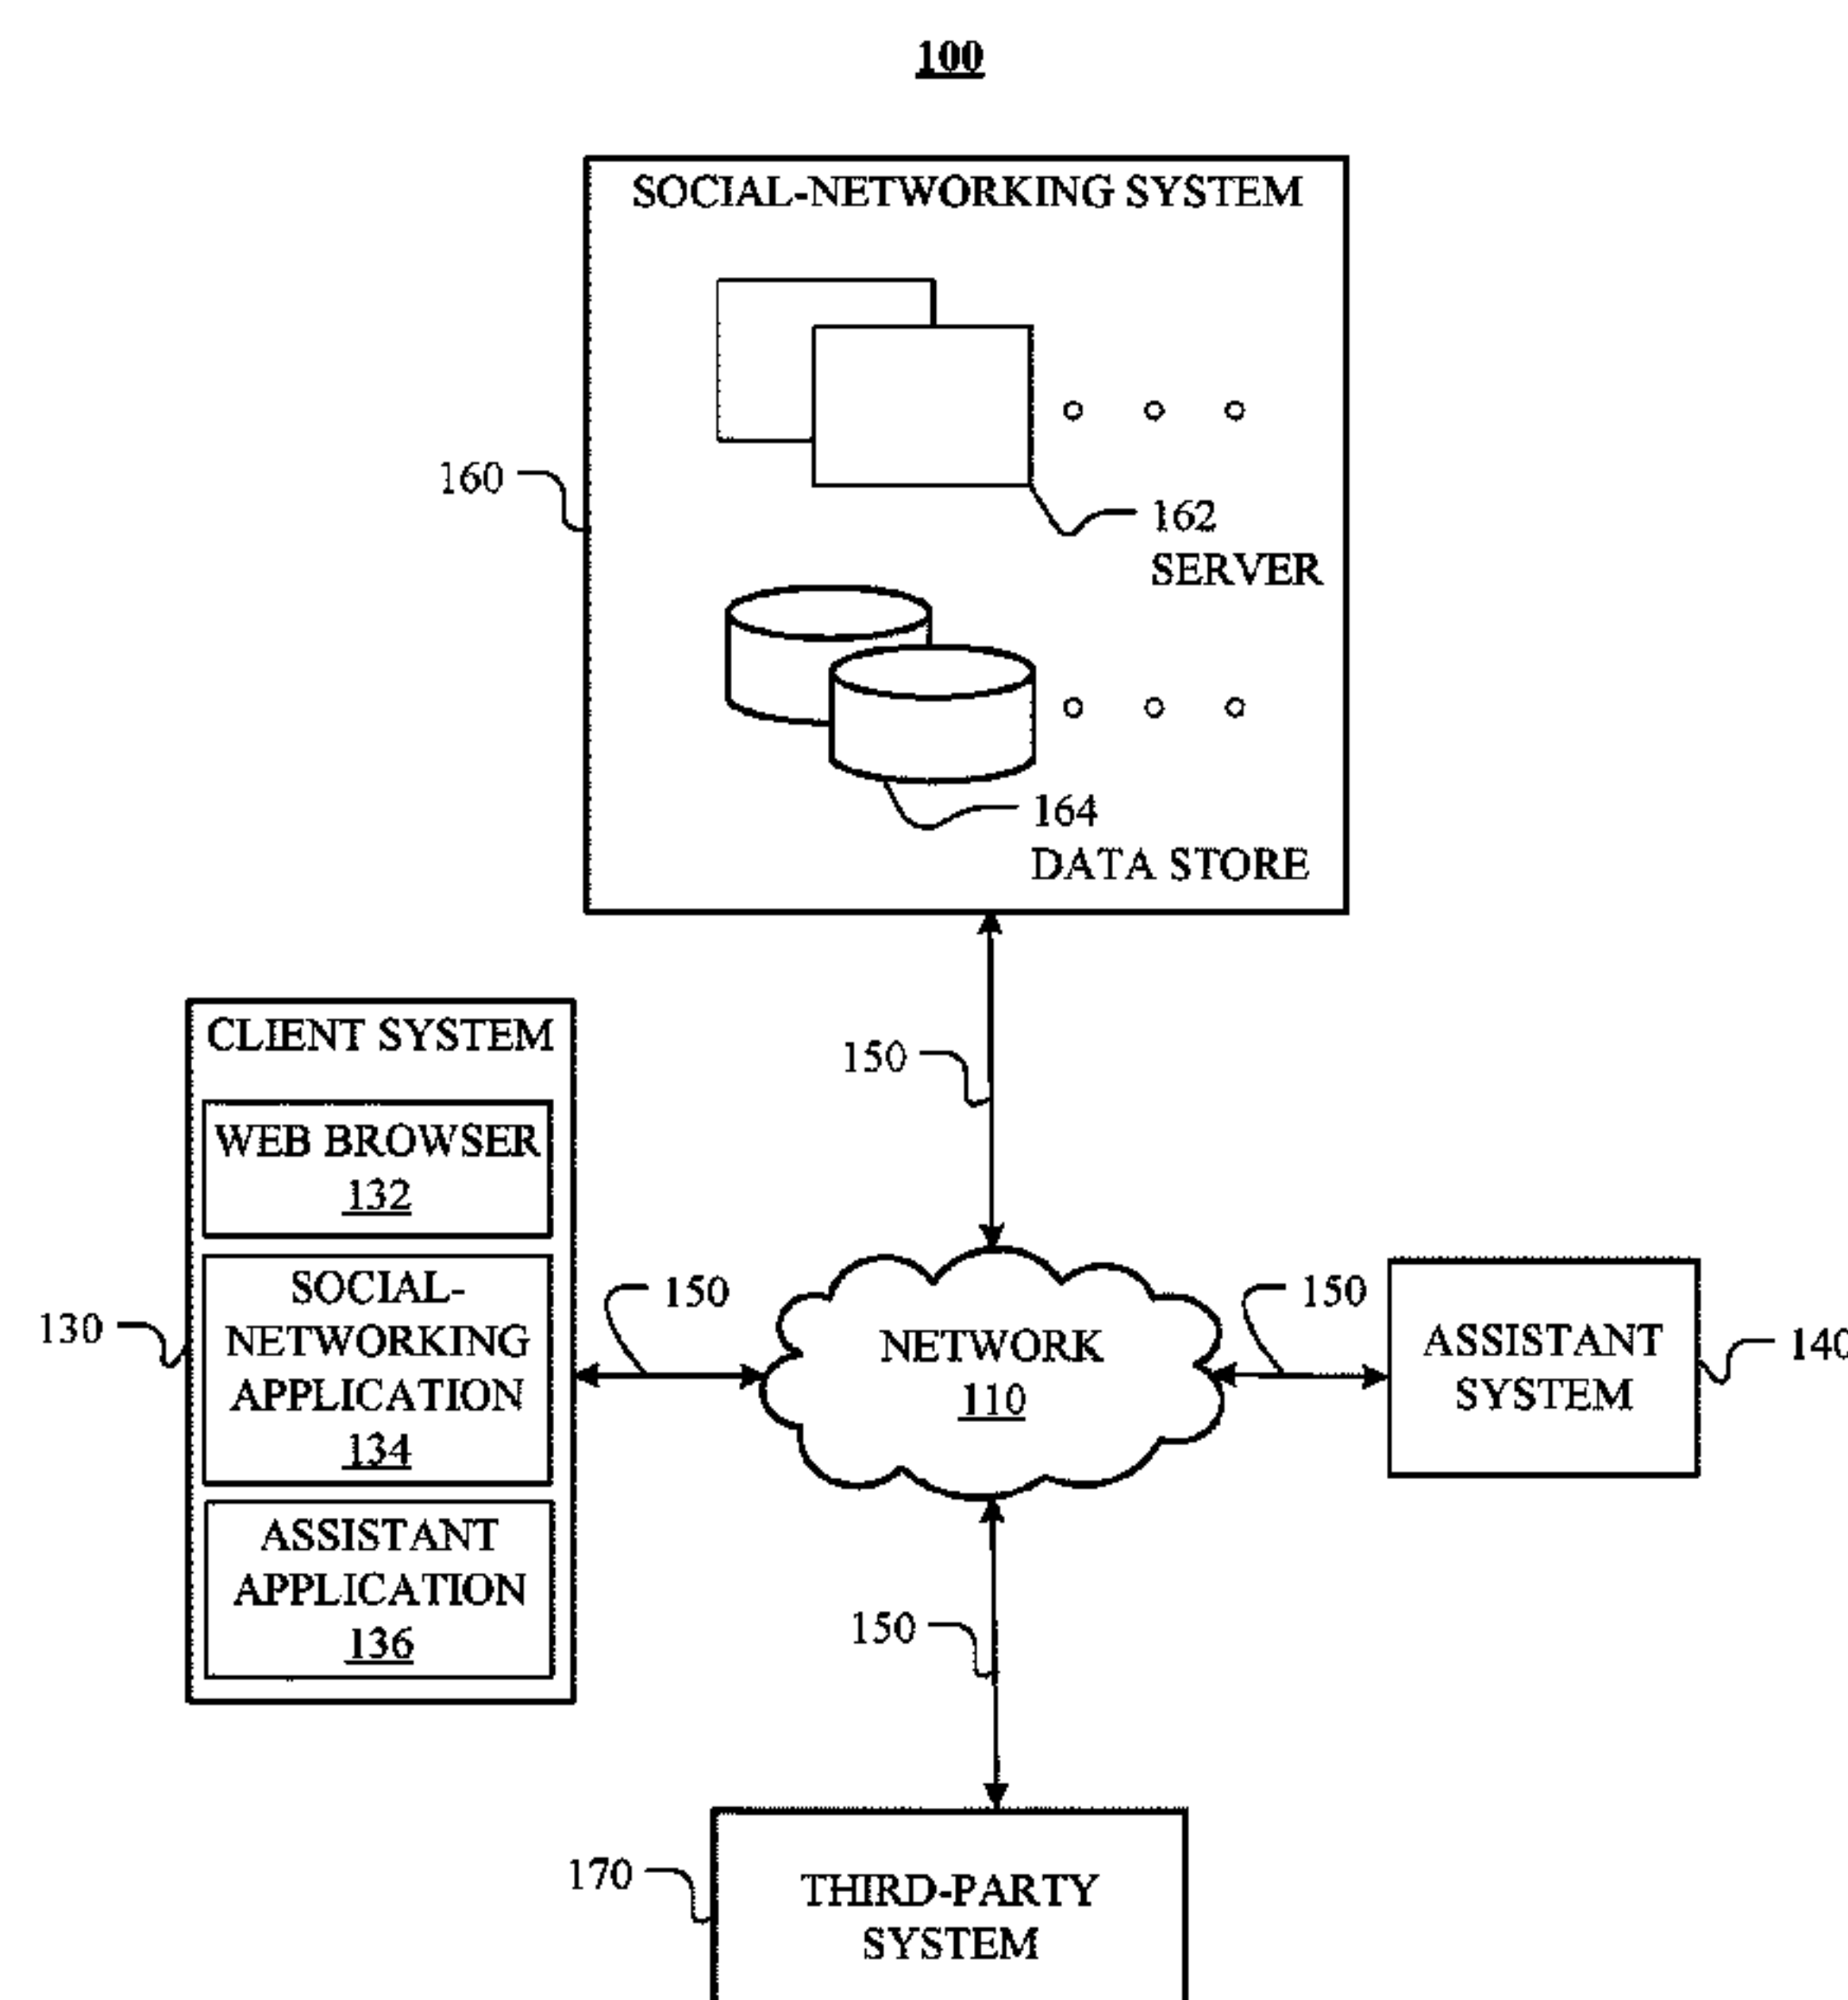 100
SOCIAL-NETWORKING SYSTEM
160
162
SERVER
164
DATA STORE
CLIENT SYSTEM
150
WEB BROWSER
132
SOCIAL-
NETWORKING
APPLICATION
134
130
150
NETWORK
110
150
ASSISTANT
SYSTEM
140
ASSISTANT
APPLICATION
136
150
170
THIRD-PARTY
SYSTEM